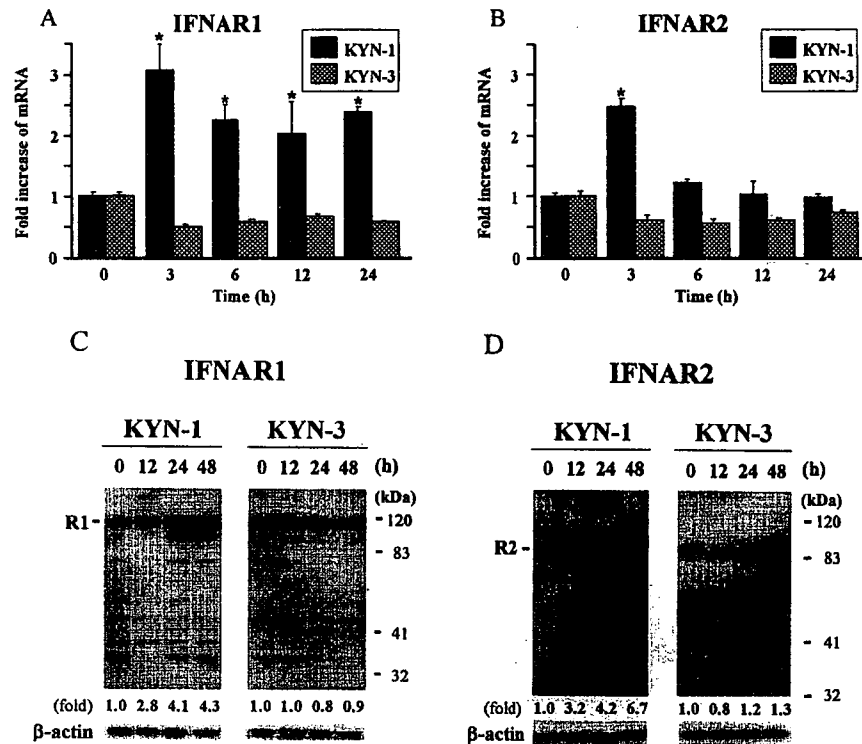 A
IFNAR1
Fold increase of mRNA
3
2
1
0
*
*
*
*
KYN-1
KYN-3
0 3 6 12 24
Time (h)
B
IFNAR2
Fold increase of mRNA
3
2
1
0
*
KYN-1
KYN-3
0 3 6 12 24
Time (h)
C
IFNAR1
KYN-1 KYN-3
0 12 24 48 0 12 24 48 (h)
(kDa)
R1- - 120
- 83
- 41
- 32
(fold) 1.0 2.8 4.1 4.3 1.0 1.0 0.8 0.9
β-actin
D
IFNAR2
KYN-1 KYN-3
0 12 24 48 0 12 24 48 (h)
(kDa)
- 120
R2-
- 83
- 41
- 32
(fold) 1.0 3.2 4.2 6.7 1.0 0.8 1.2 1.3
β-actin